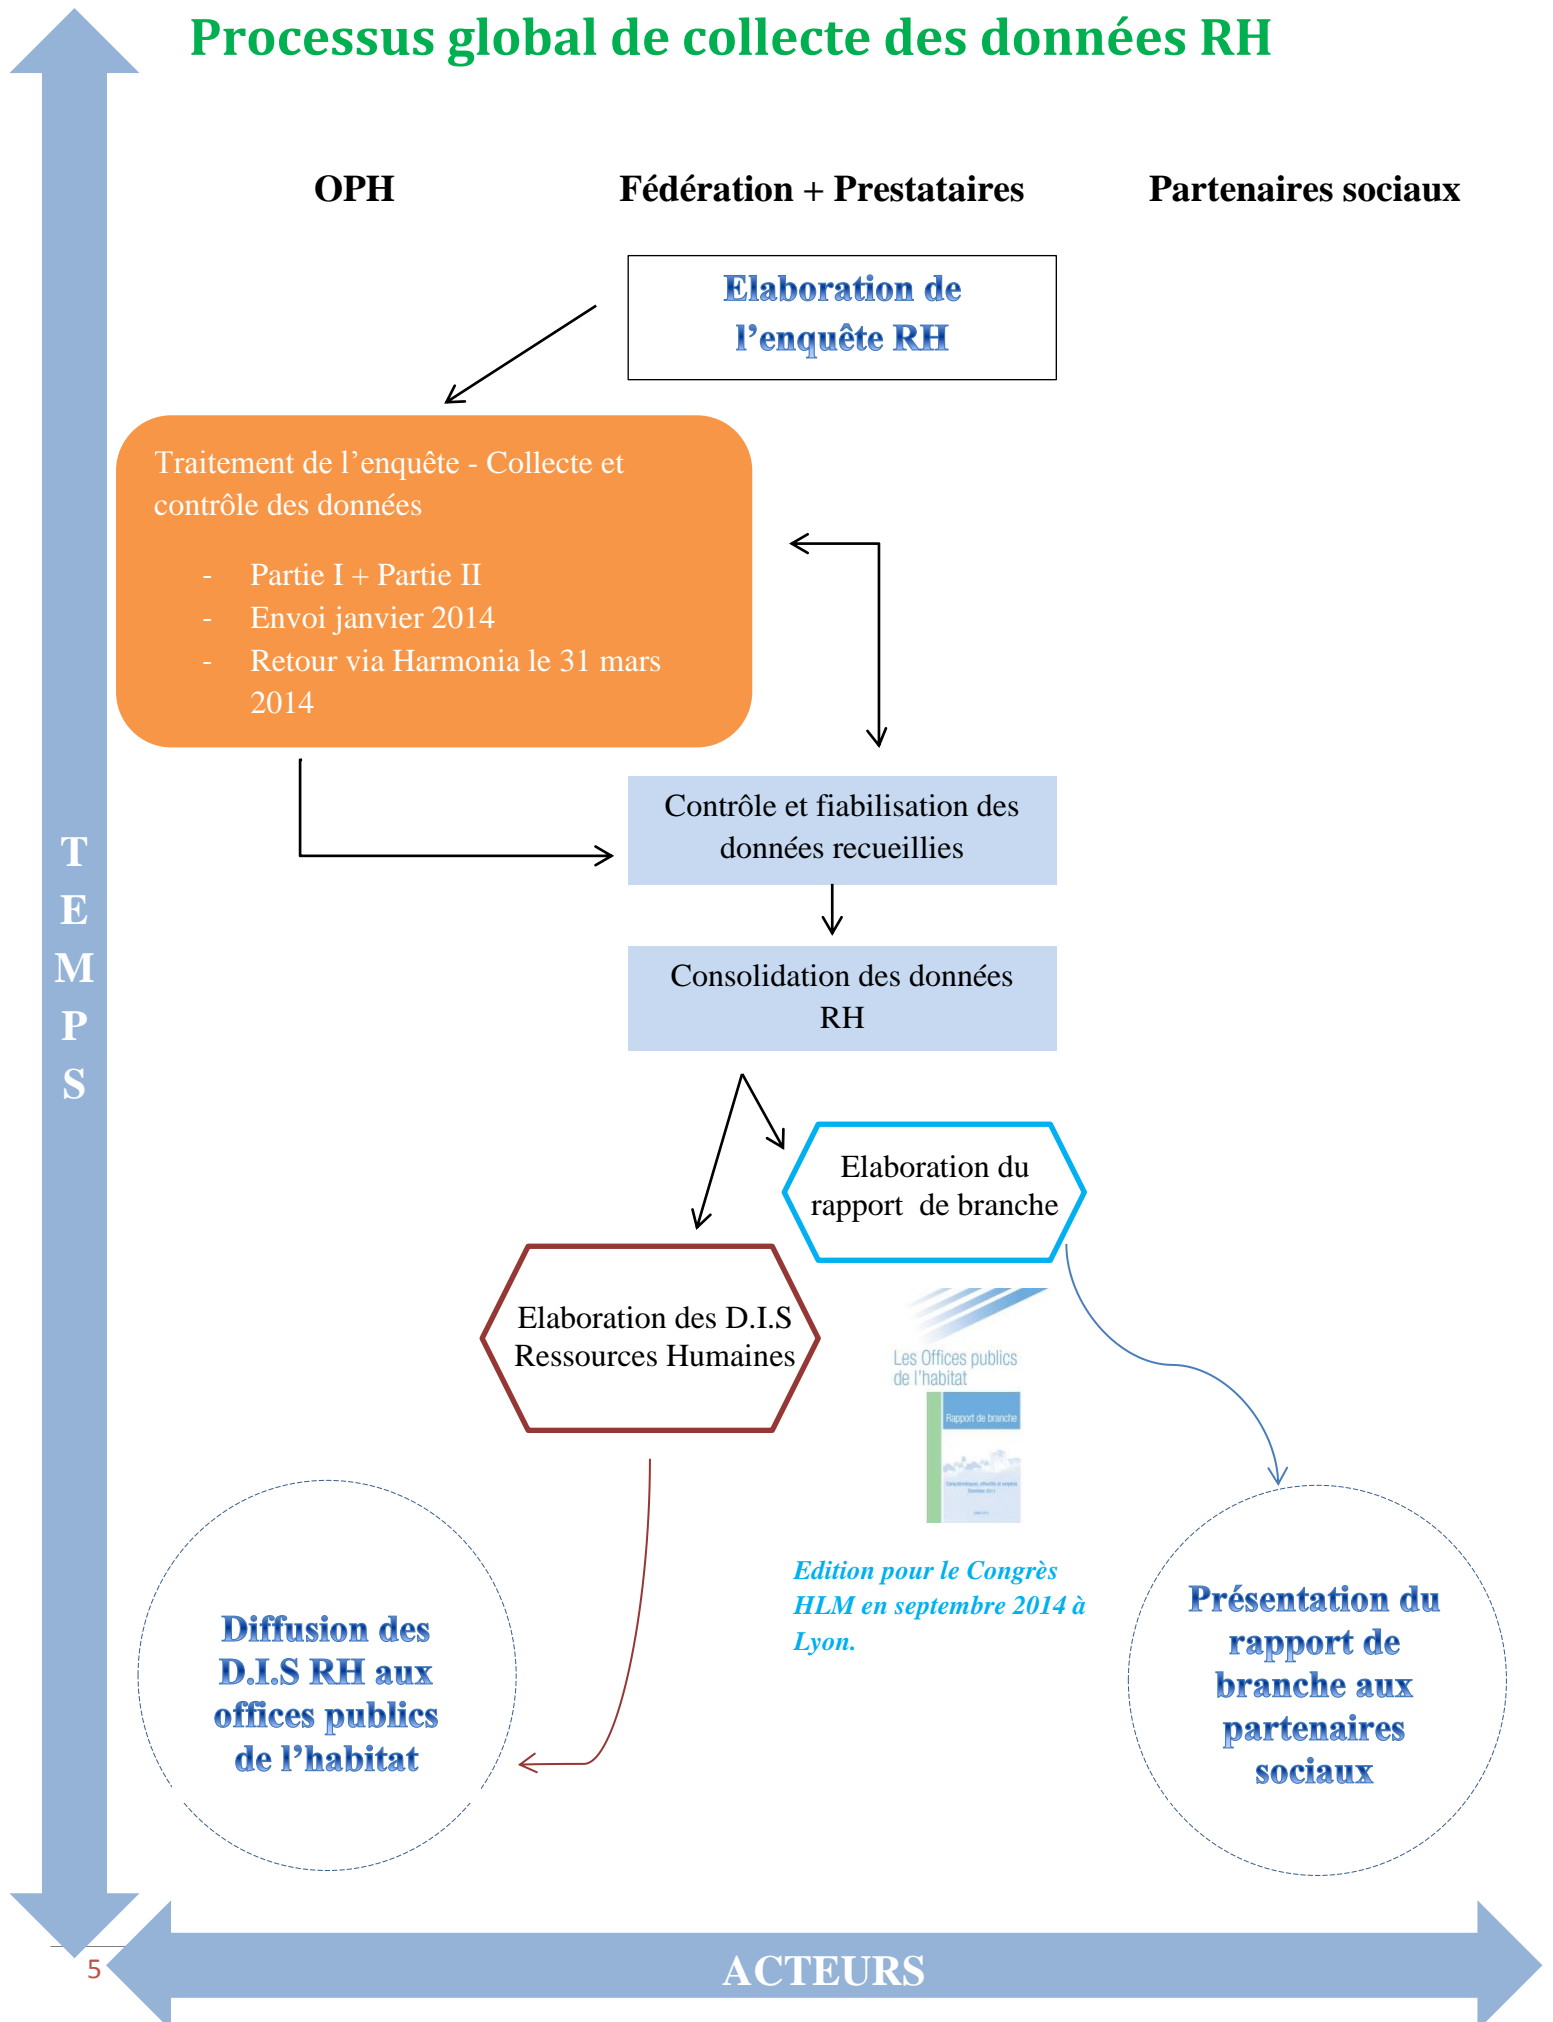 Processus global de collecte des données RH
OPH
Fédération + Prestataires
Partenaires sociaux
Elaboration de
l’enquête RH
Traitement de l’enquête - Collecte et
contrôle des données
- Partie I + Partie II
- Envoi janvier 2014
- Retour via Harmonia le 31 mars
2014
Contrôle et fiabilisation des
données recueillies
Consolidation des données
RH
Elaboration du
rapport de branche
Elaboration des D.I.S
Ressources Humaines
Les Offices publics
de l’habitat
Rapport de branche
Edition pour le Congrès
HLM en septembre 2014 à
Lyon.
Diffusion des
D.I.S RH aux
offices publics
de l’habitat
Présentation du
rapport de
branche aux
partenaires
sociaux
T
E
M
P
S
5
ACTEURS